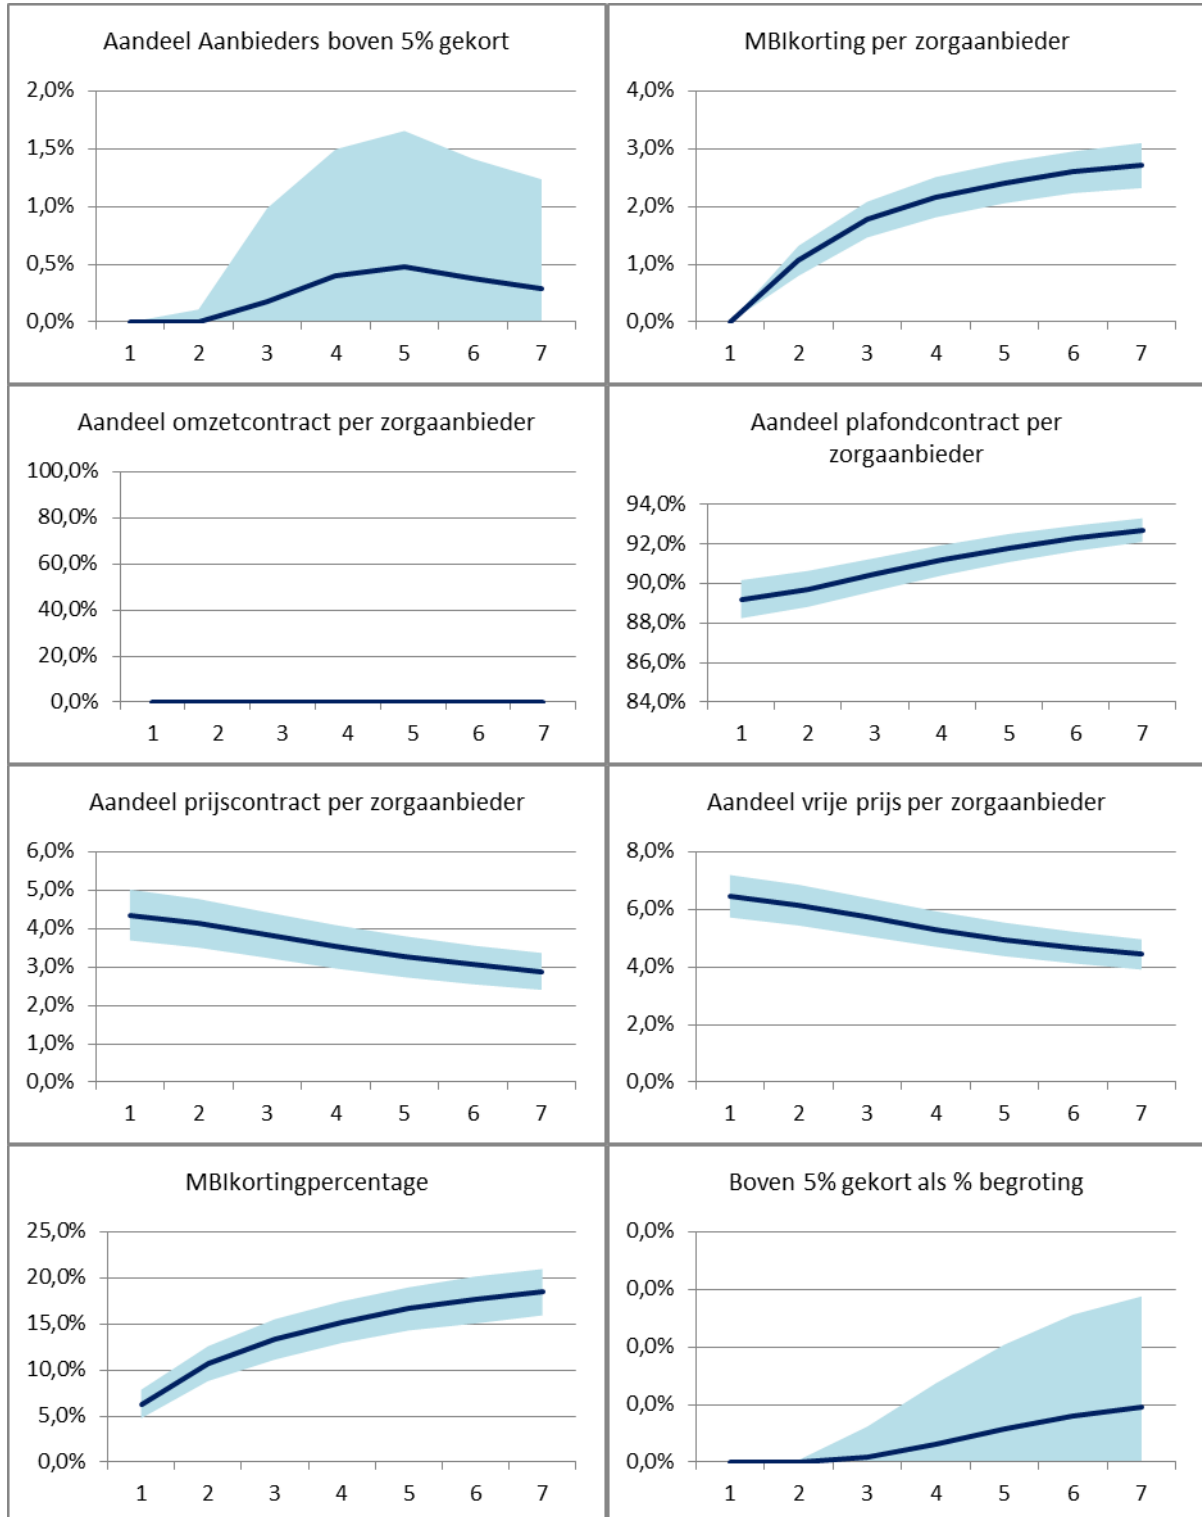 Aandeel Aanbieders boven 5% gekort
2,0%
1,5%
1,0%
0,5%
0,0%
1 2 3 4 5 6 7
MBIkorting per zorgaanbieder
4,0%
3,0%
2,0%
1,0%
0,0%
1 2 3 4 5 6 7
Aandeel omzetcontract per zorgaanbieder
100,0%
80,0%
60,0%
40,0%
20,0%
0,0%
1 2 3 4 5 6 7
Aandeel plafondcontract per
zorgaanbieder
94,0%
92,0%
90,0%
88,0%
86,0%
84,0%
1 2 3 4 5 6 7
Aandeel prijscontract per zorgaanbieder
6,0%
5,0%
4,0%
3,0%
2,0%
1,0%
0,0%
1 2 3 4 5 6 7
Aandeel vrije prijs per zorgaanbieder
8,0%
6,0%
4,0%
2,0%
0,0%
1 2 3 4 5 6 7
MBIkortingpercentage
25,0%
20,0%
15,0%
10,0%
5,0%
0,0%
1 2 3 4 5 6 7
Boven 5% gekort als % begroting
0,0%
0,0%
0,0%
0,0%
0,0%
1 2 3 4 5 6 7